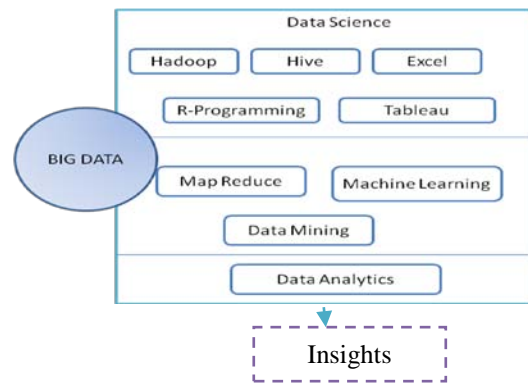 Data Science
Hadoop Hive Excel
R-Programming Tableau
BIG DATA
Map Reduce Machine Learning
Data Mining
Data Analytics
Insights